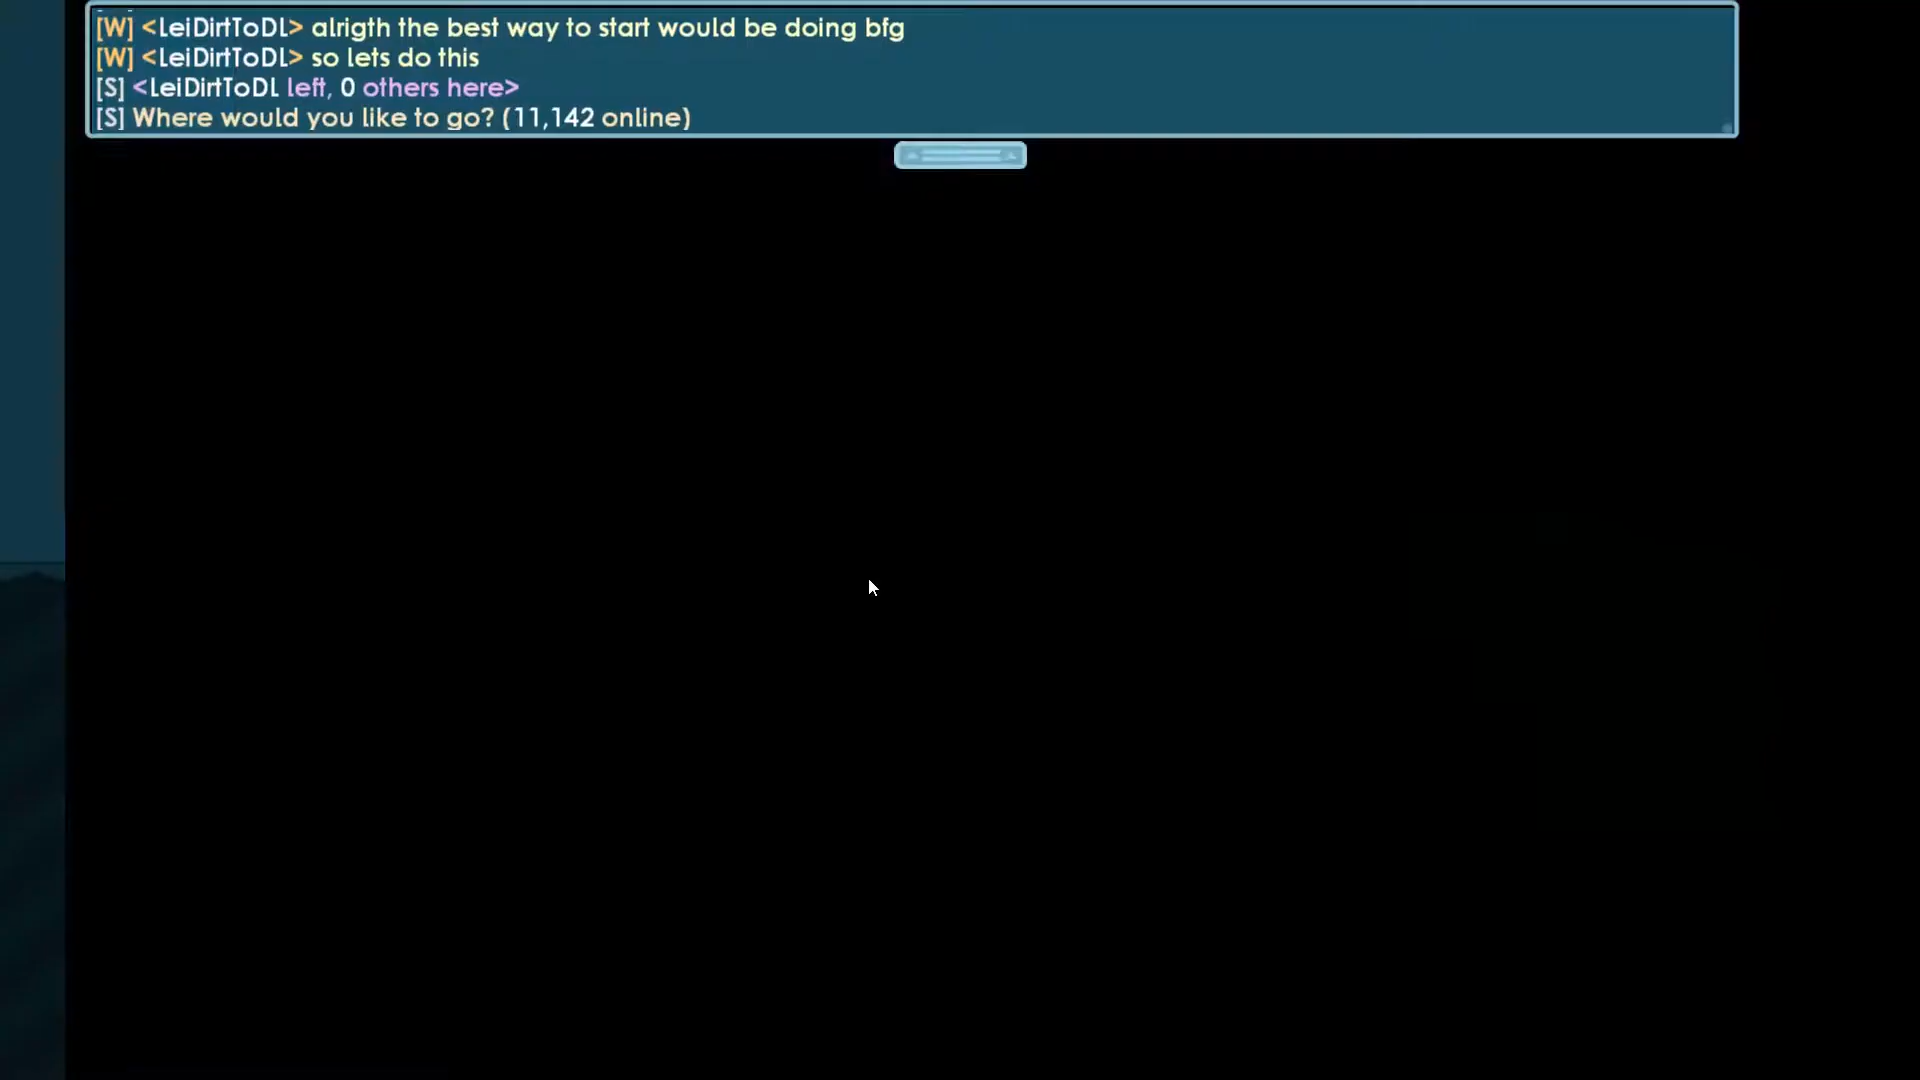 [W] <LeiDirtToDL> alrigth the best way to start would be doing bfg
[W] <LeiDirtToDL> so lets do this
[S] <LeiDirtToDL left, 0 others here>
[S] Where would you like to go? (11,142 online)